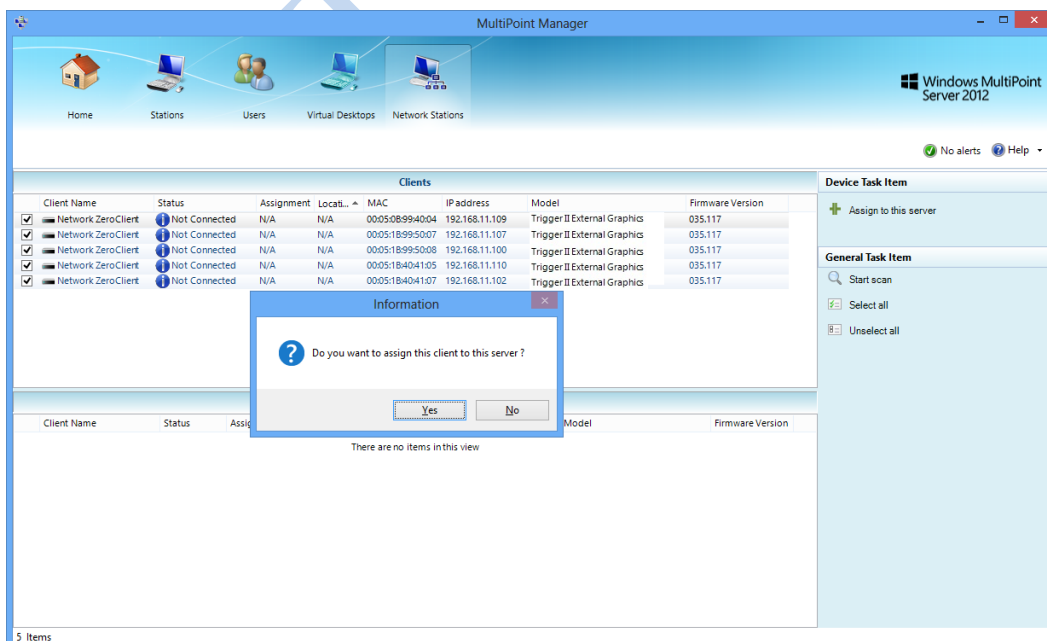 MultiPoint Manager
Home Stations Users Virtual Desktops Network Stations
Windows MultiPoint
Server 2012
No alerts Help
Clients
Client Name Status Assignment Locati... MAC IP address Model Firmware Version
Network ZeroClient Not Connected N/A N/A 00:05:0B:99:40:04 192.168.11.109 Trigger II External Graphics 035.117
Network ZeroClient Not Connected N/A N/A 00:05:1B:99:50:07 192.168.11.107 Trigger II External Graphics 035.117
Network ZeroClient Not Connected N/A N/A 00:05:1B:99:50:08 192.168.11.100 Trigger II External Graphics 035.117
Network ZeroClient Not Connected N/A N/A 00:05:1B:40:41:05 192.168.11.110 Trigger II External Graphics 035.117
Network ZeroClient Not Connected N/A N/A 00:05:1B:40:41:07 192.168.11.102 Trigger II External Graphics 035.117
Device Task Item
Assign to this server
General Task Item
Start scan
Select all
Unselect all
Information
Do you want to assign this client to this server ?
Yes No
Client Name Status Assig Model Firmware Version
There are no items in this view
5 Items